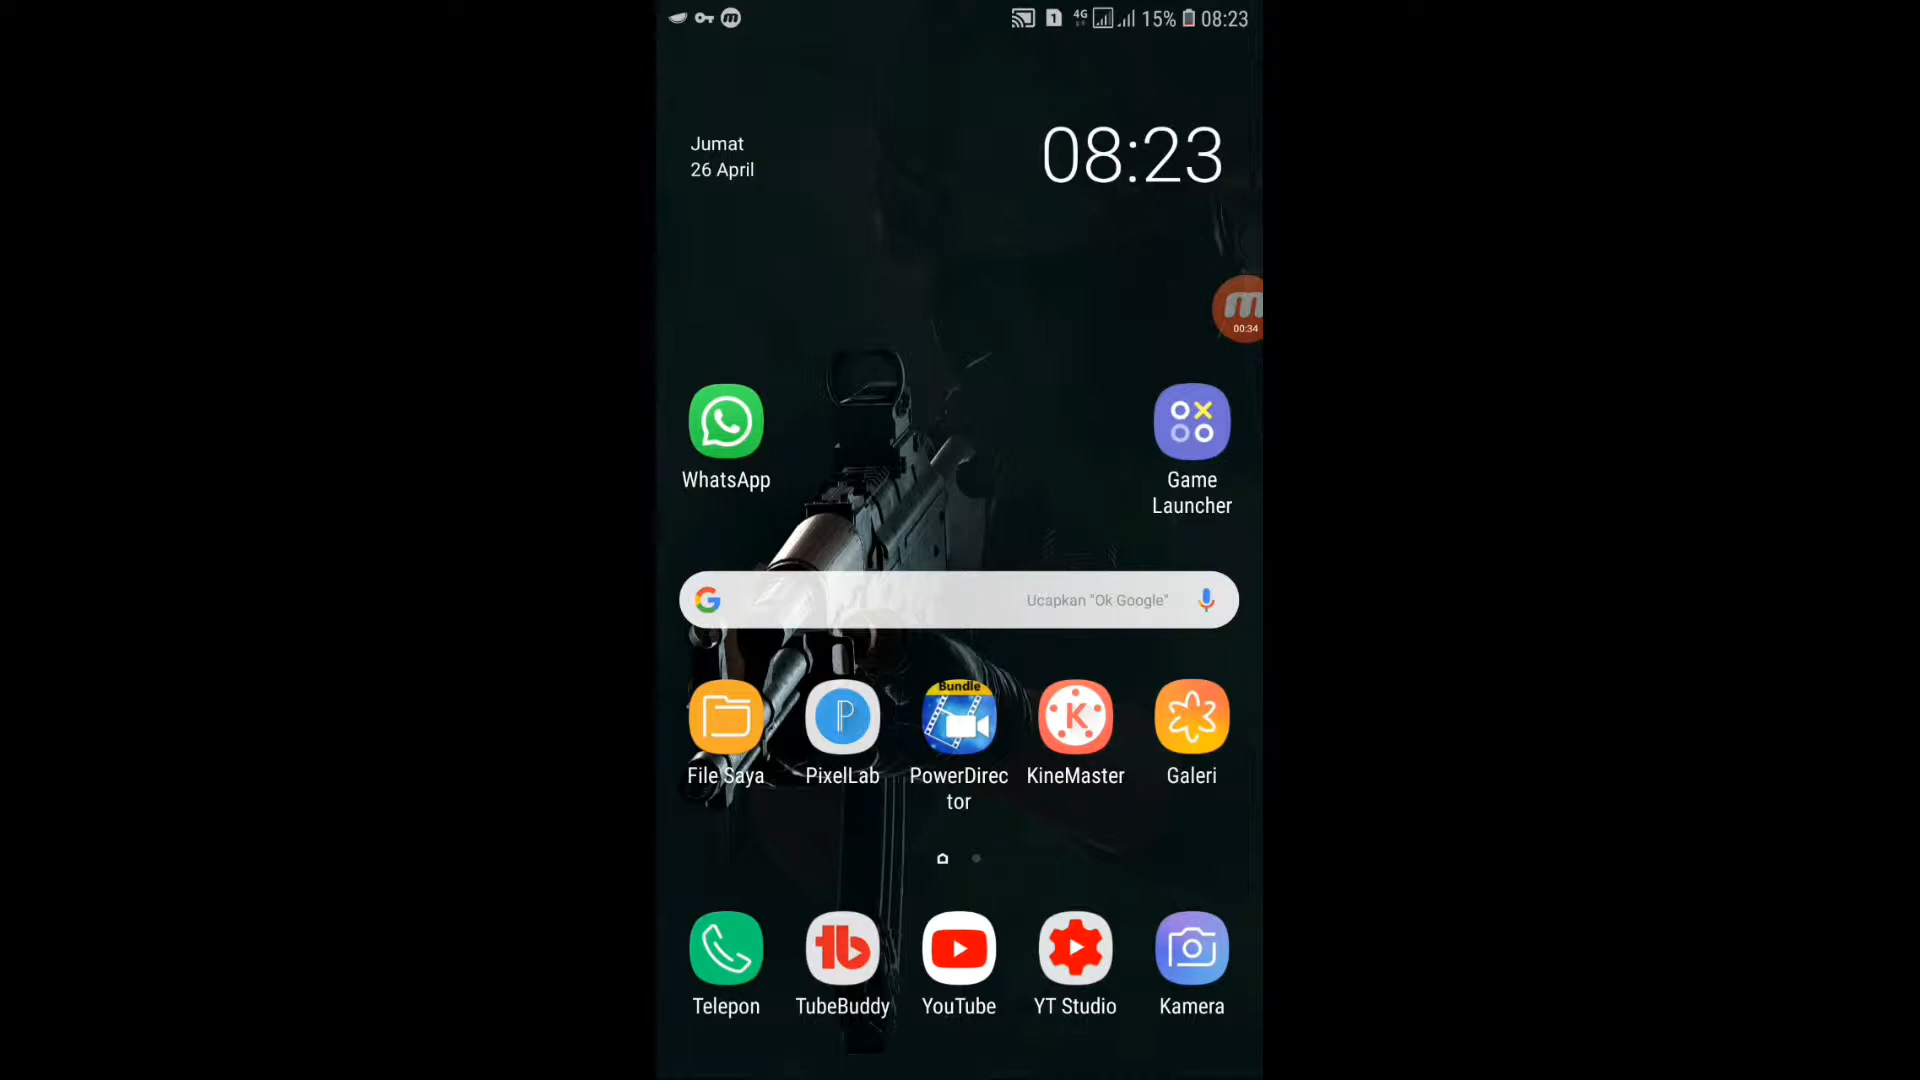 4G 15% 08:23
Jumat
26 April
08:23
00:34
WhatsApp
Game
Launcher
Ucapkan "Ok Google"
Bundle
File Saya
PixelLab
PowerDirec
tor
KineMaster
Galeri
Telepon
TubeBuddy
YouTube
YT Studio
Kamera